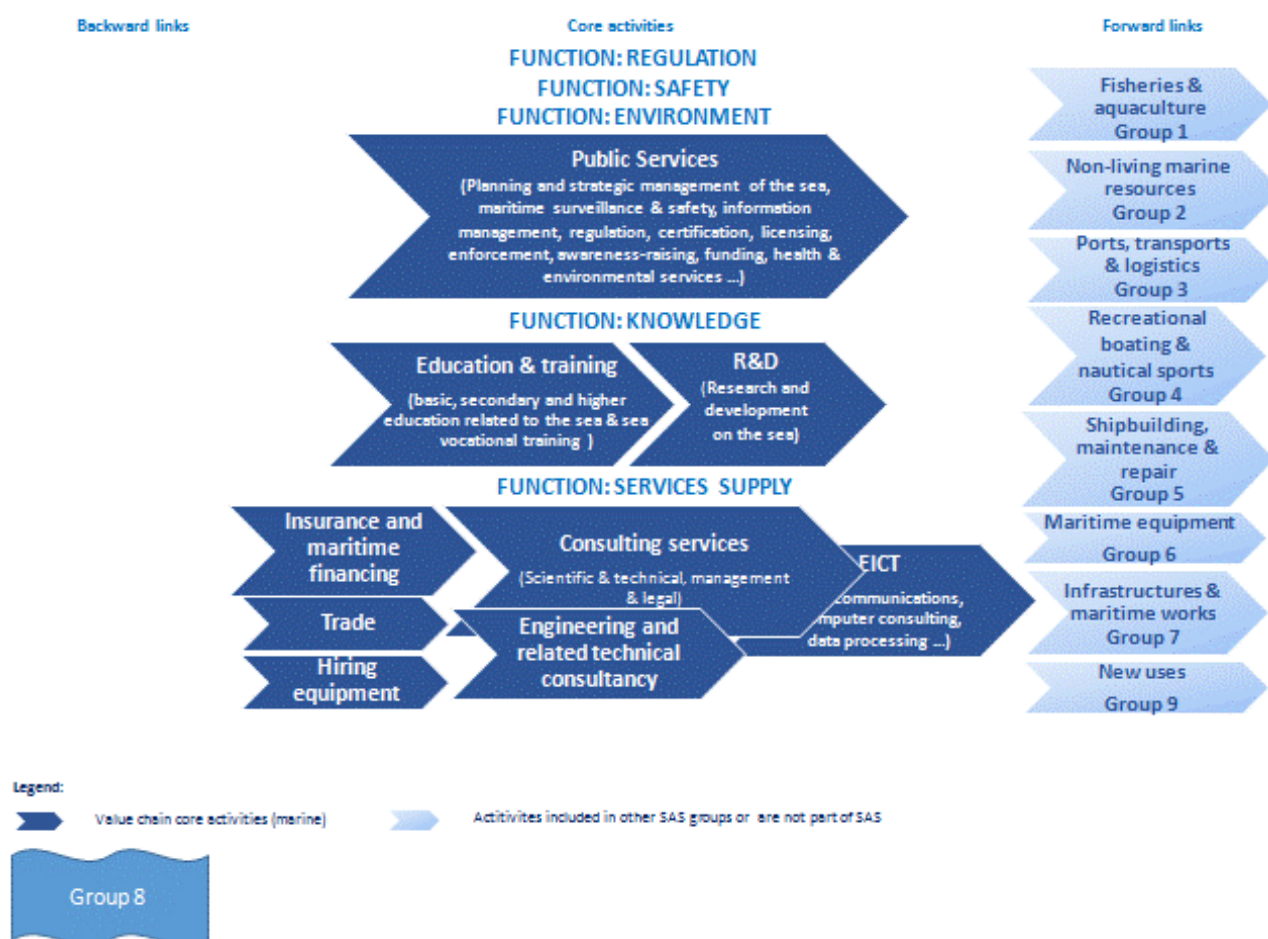 Backward links
Core activities
Forward links
FUNCTION: REGULATION
FUNCTION: SAFETY
FUNCTION: ENVIRONMENT
Public Services
(Planning and strategic management of the sea,
maritime surveillance & safety, information
management, regulation, certification, licensing,
enforcement, awareness-raising, funding, health &
environmental services ...)
FUNCTION: KNOWLEDGE
Education & training
(basic, secondary and higher
education related to the sea & sea
vocational training )
R&D
(Research and
development
on the sea)
FUNCTION: SERVICES SUPPLY
Insurance and
maritime
financing
Trade
Hiring
equipment
Consulting services
(Scientific & technical, management
& legal)
Engineering and
related technical
consultancy
EICT
communications,
computer consulting,
data processing ...)
Fisheries &
aquaculture
Group 1
Non-living marine
resources
Group 2
Ports, transports
& logistics
Group 3
Recreational
boating &
nautical sports
Group 4
Shipbuilding,
maintenance &
repair
Group 5
Maritime equipment
Group 6
Infrastructures &
maritime works
Group 7
New uses
Group 9
Legend:
Value chain core activities (marine)
Actitivites included in other SAS groups or are not part of SAS
Group 8